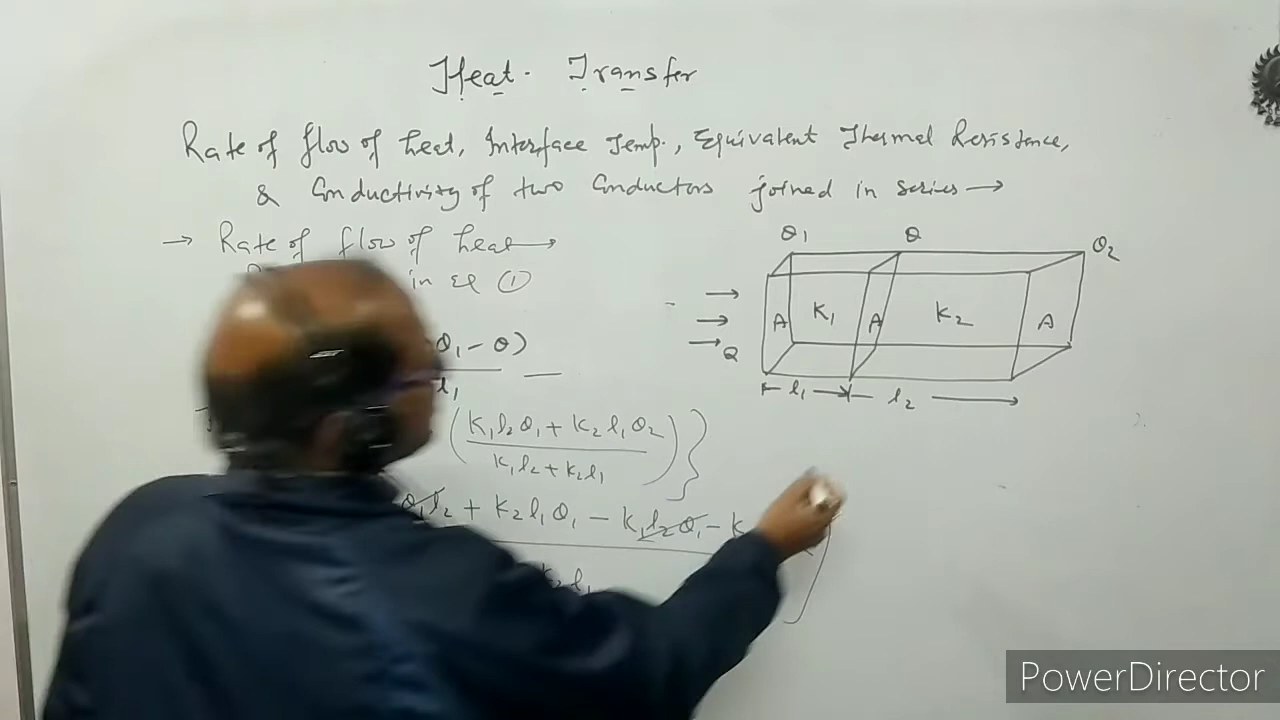 Heat. Transfer
Rate of flow of heat, Interface Temp., Equivalent Thermal Resistence,
& Conductivity of two Conductors joined in series →
→ Rate of flow of heat →
in eq ①
θ1 - θ)
l1
(K1l2θ1 + K2l1θ2)}
K1l2 + K2l1
θ1l2 + K2l1θ1 - K1l2θ1 - K
K2l1
θ1 θ θ2
A K1 A K2 A
Q
l1 l2
PowerDirector